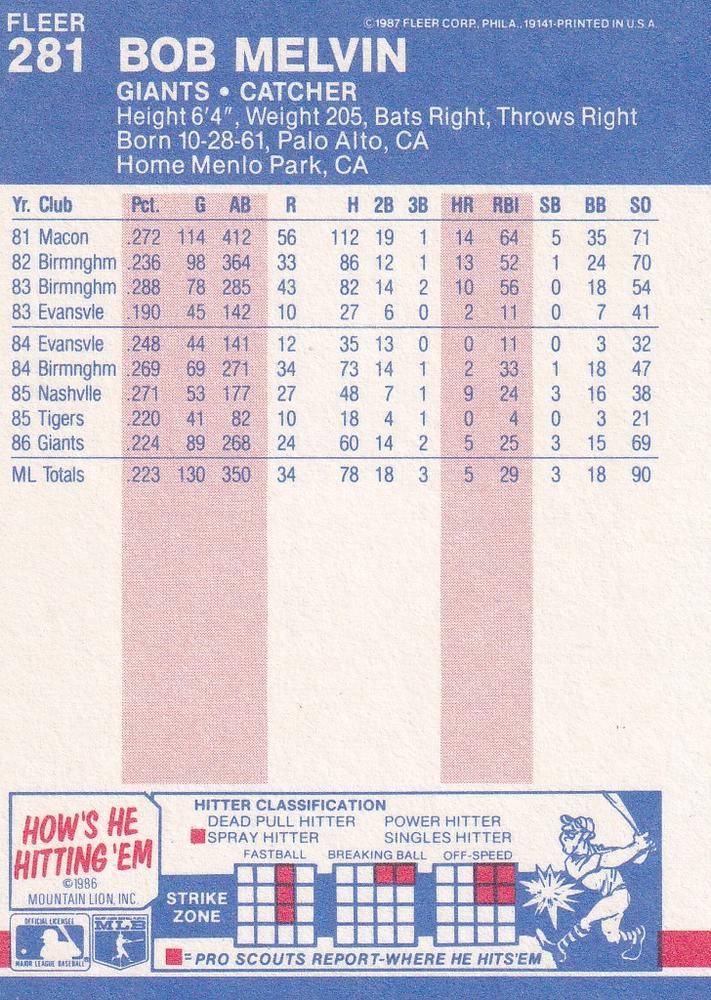 FLEER
281
©1987 FLEER CORP. PHILA., 19141-PRINTED IN U.S.A.
BOB MELVIN
GIANTS • CATCHER
Height 6'4", Weight 205, Bats Right, Throws Right
Born 10-28-61, Palo Alto, CA
Home Menlo Park, CA
Yr. Club Pct. G AB R H 2B 3B HR RBI SB BB SO
81 Macon .272 114 412 56 112 19 1 14 64 5 35 71
82 Birmnghm .236 98 364 33 86 12 1 13 52 1 24 70
83 Birmnghm .288 78 285 43 82 14 2 10 56 0 18 54
83 Evansvle .190 45 142 10 27 6 0 2 11 0 7 41
84 Evansvle .248 44 141 12 35 13 0 0 11 0 3 32
84 Birmnghm .269 69 271 34 73 14 1 2 33 1 18 47
85 Nashvlle .271 53 177 27 48 7 1 9 24 3 16 38
85 Tigers .220 41 82 10 18 4 1 0 4 0 3 21
86 Giants .224 89 268 24 60 14 2 5 25 3 15 69
ML Totals .223 130 350 34 78 18 3 5 29 3 18 90
HOW'S HE
HITTING 'EM
©1986
MOUNTAIN LION, INC.
HITTER CLASSIFICATION
DEAD PULL HITTER POWER HITTER
SPRAY HITTER SINGLES HITTER
FASTBALL BREAKING BALL OFF-SPEED
STRIKE
ZONE
= PRO SCOUTS REPORT-WHERE HE HITS 'EM
OFFICIAL LICENSEE
MAJOR LEAGUE BASEBALL
MLB